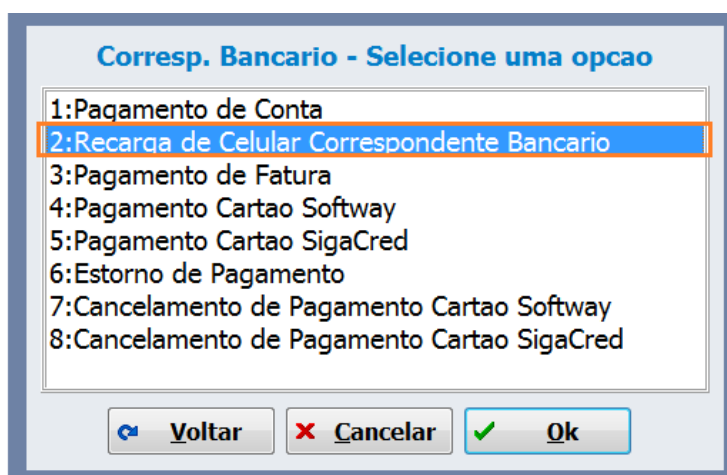 Corresp. Bancario - Selecione uma opcao
1:Pagamento de Conta
2:Recarga de Celular Correspondente Bancario
3:Pagamento de Fatura
4:Pagamento Cartao Softway
5:Pagamento Cartao SigaCred
6:Estorno de Pagamento
7:Cancelamento de Pagamento Cartao Softway
8:Cancelamento de Pagamento Cartao SigaCred
Voltar Cancelar Ok